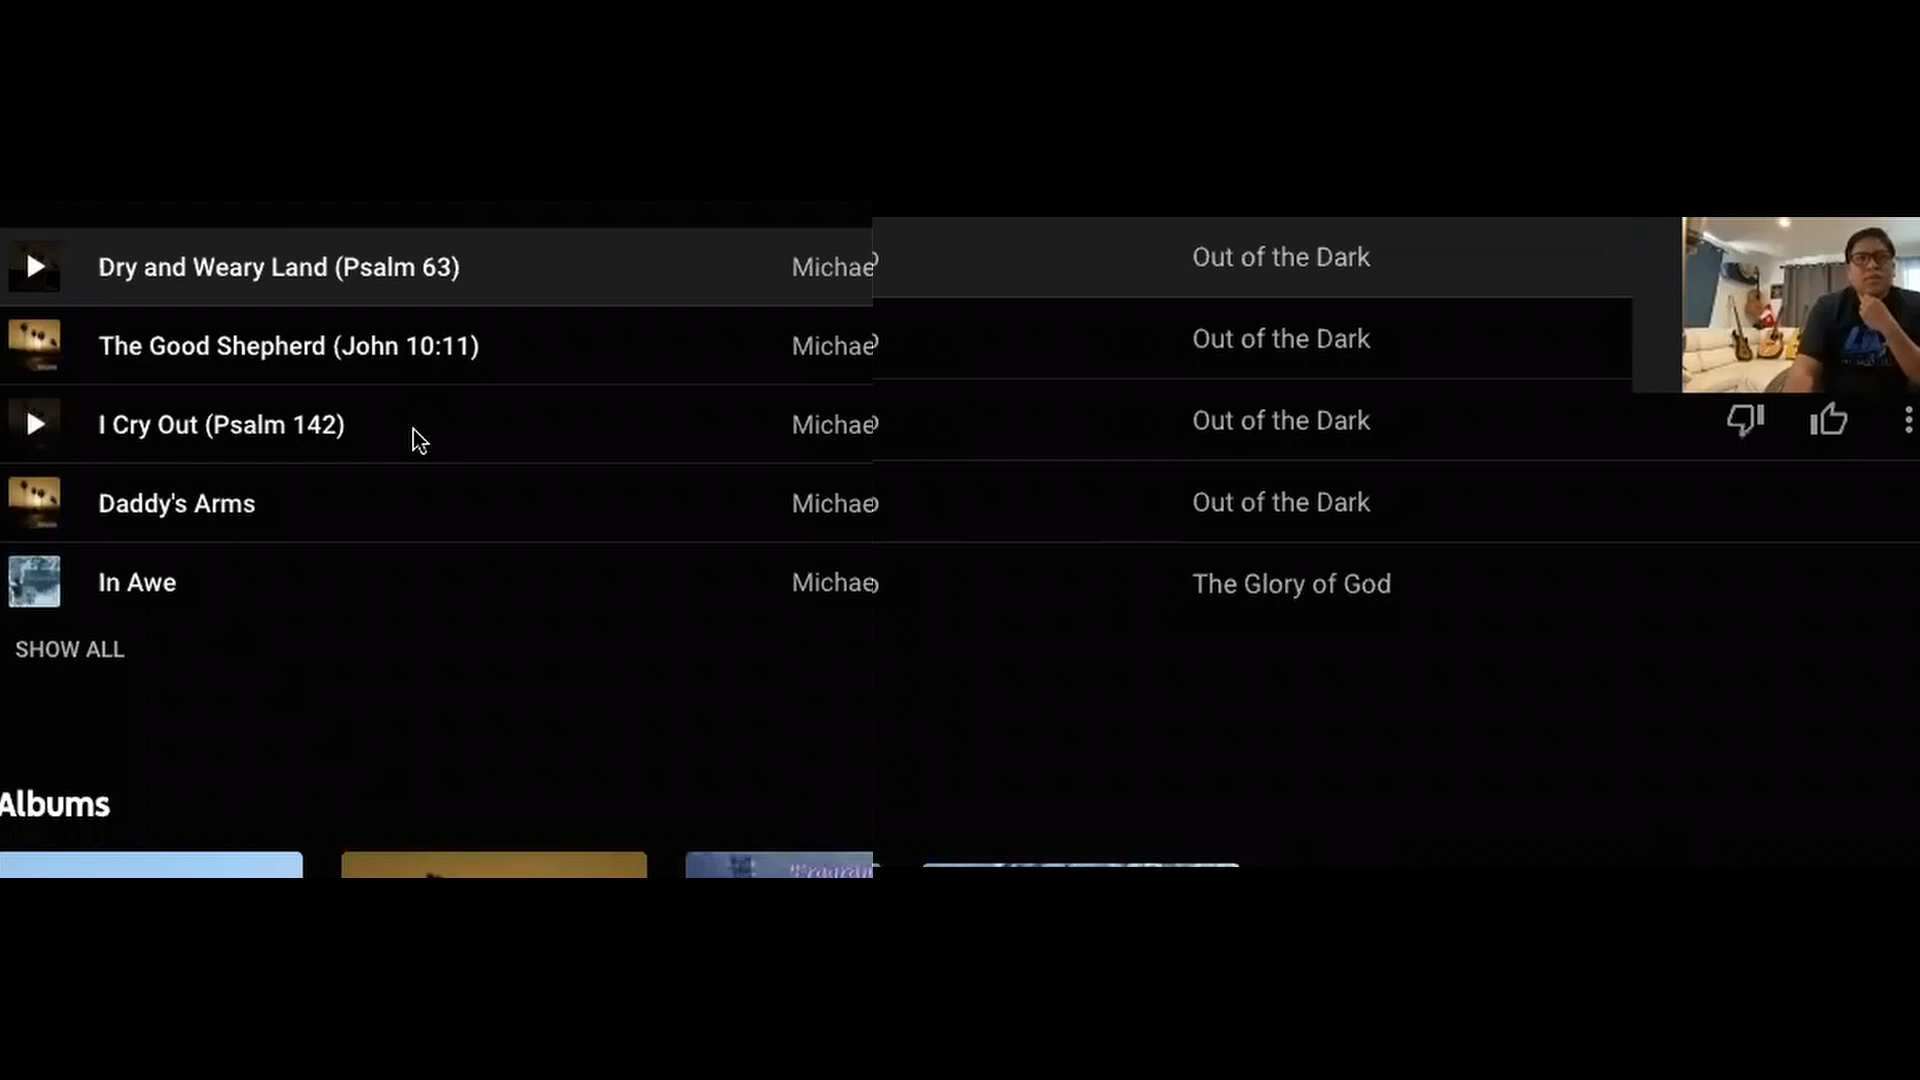 Dry and Weary Land (Psalm 63) Michae Out of the Dark
The Good Shepherd (John 10:11) Michae Out of the Dark
I Cry Out (Psalm 142) Michae Out of the Dark
Daddy's Arms Michae Out of the Dark
In Awe Michae The Glory of God
SHOW ALL
Albums